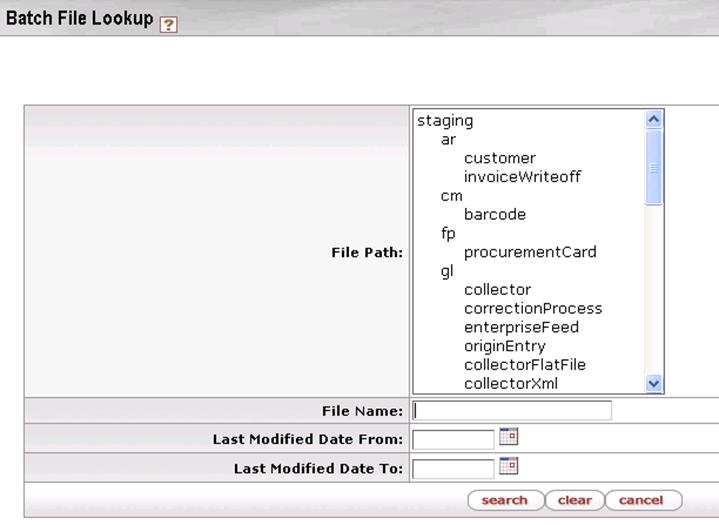 Batch File Lookup ?
File Path:
staging
ar
customer
invoiceWriteoff
cm
barcode
fp
procurementCard
gl
collector
correctionProcess
enterpriseFeed
originEntry
collectorFlatFile
collectorXml
File Name:
Last Modified Date From:
Last Modified Date To:
search clear cancel